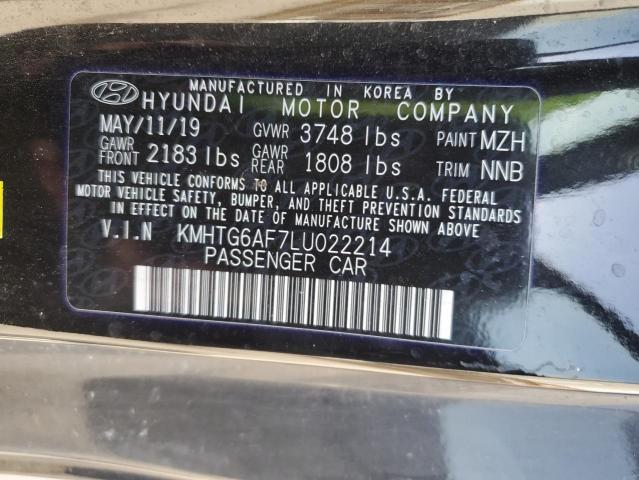 MANUFACTURED IN KOREA BY
HYUNDAI MOTOR COMPANY
MAY/11/19 GVWR 3748 lbs PAINT MZH
GAWR FRONT 2183 lbs GAWR REAR 1808 lbs TRIM NNB
THIS VEHICLE CONFORMS TO ALL APPLICABLE U.S.A. FEDERAL
MOTOR VEHICLE SAFETY, BUMPER, AND THEFT PREVENTION STANDARDS
IN EFFECT ON THE DATE OF MANUFACTURE SHOWN ABOVE.
V.I.N KMHTG6AF7LU022214
PASSENGER CAR